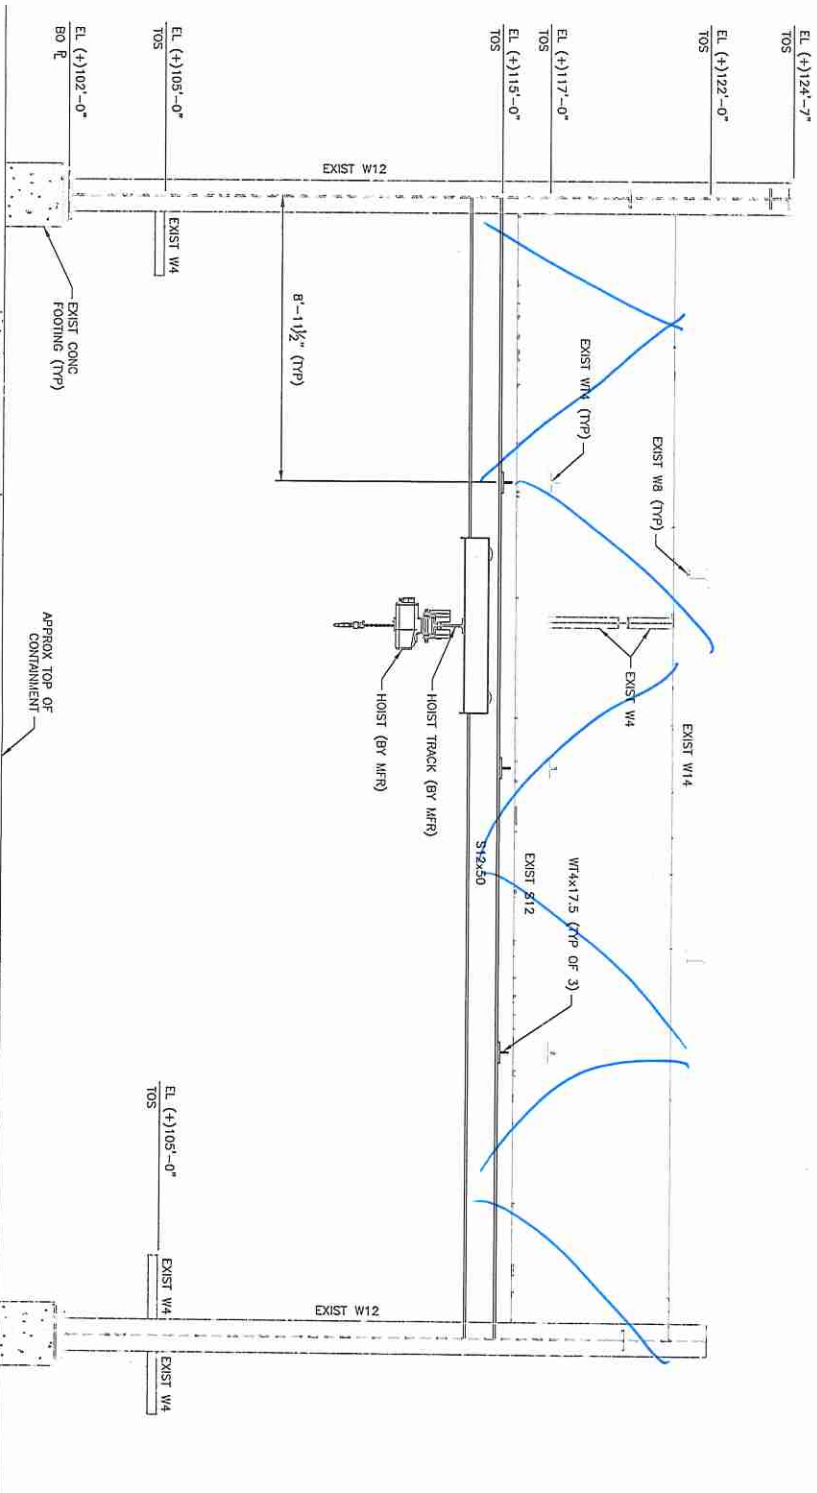 EL (+)124'-7"
TOS
EL (+)122'-0"
TOS
EL (+)117'-0"
TOS
EL (+)115'-0"
TOS
EL (+)105'-0"
TOS
EL (+)102'-0"
BO PL
EXIST W12
EXIST W4
EXIST CONC
FOOTING (TYP)
8'-11½" (TYP)
EXIST WT4 (TYP)
EXIST W8 (TYP)
EXIST W4
EXIST W14
HOIST TRACK (BY MFR)
HOIST (BY MFR)
APPROX TOP OF
CONTAINMENT
S12x50
EXIST S12
WT4x17.5 (TYP OF 3)
EL (+)105'-0"
TOS
EXIST W4
EXIST W12
EXIST W4